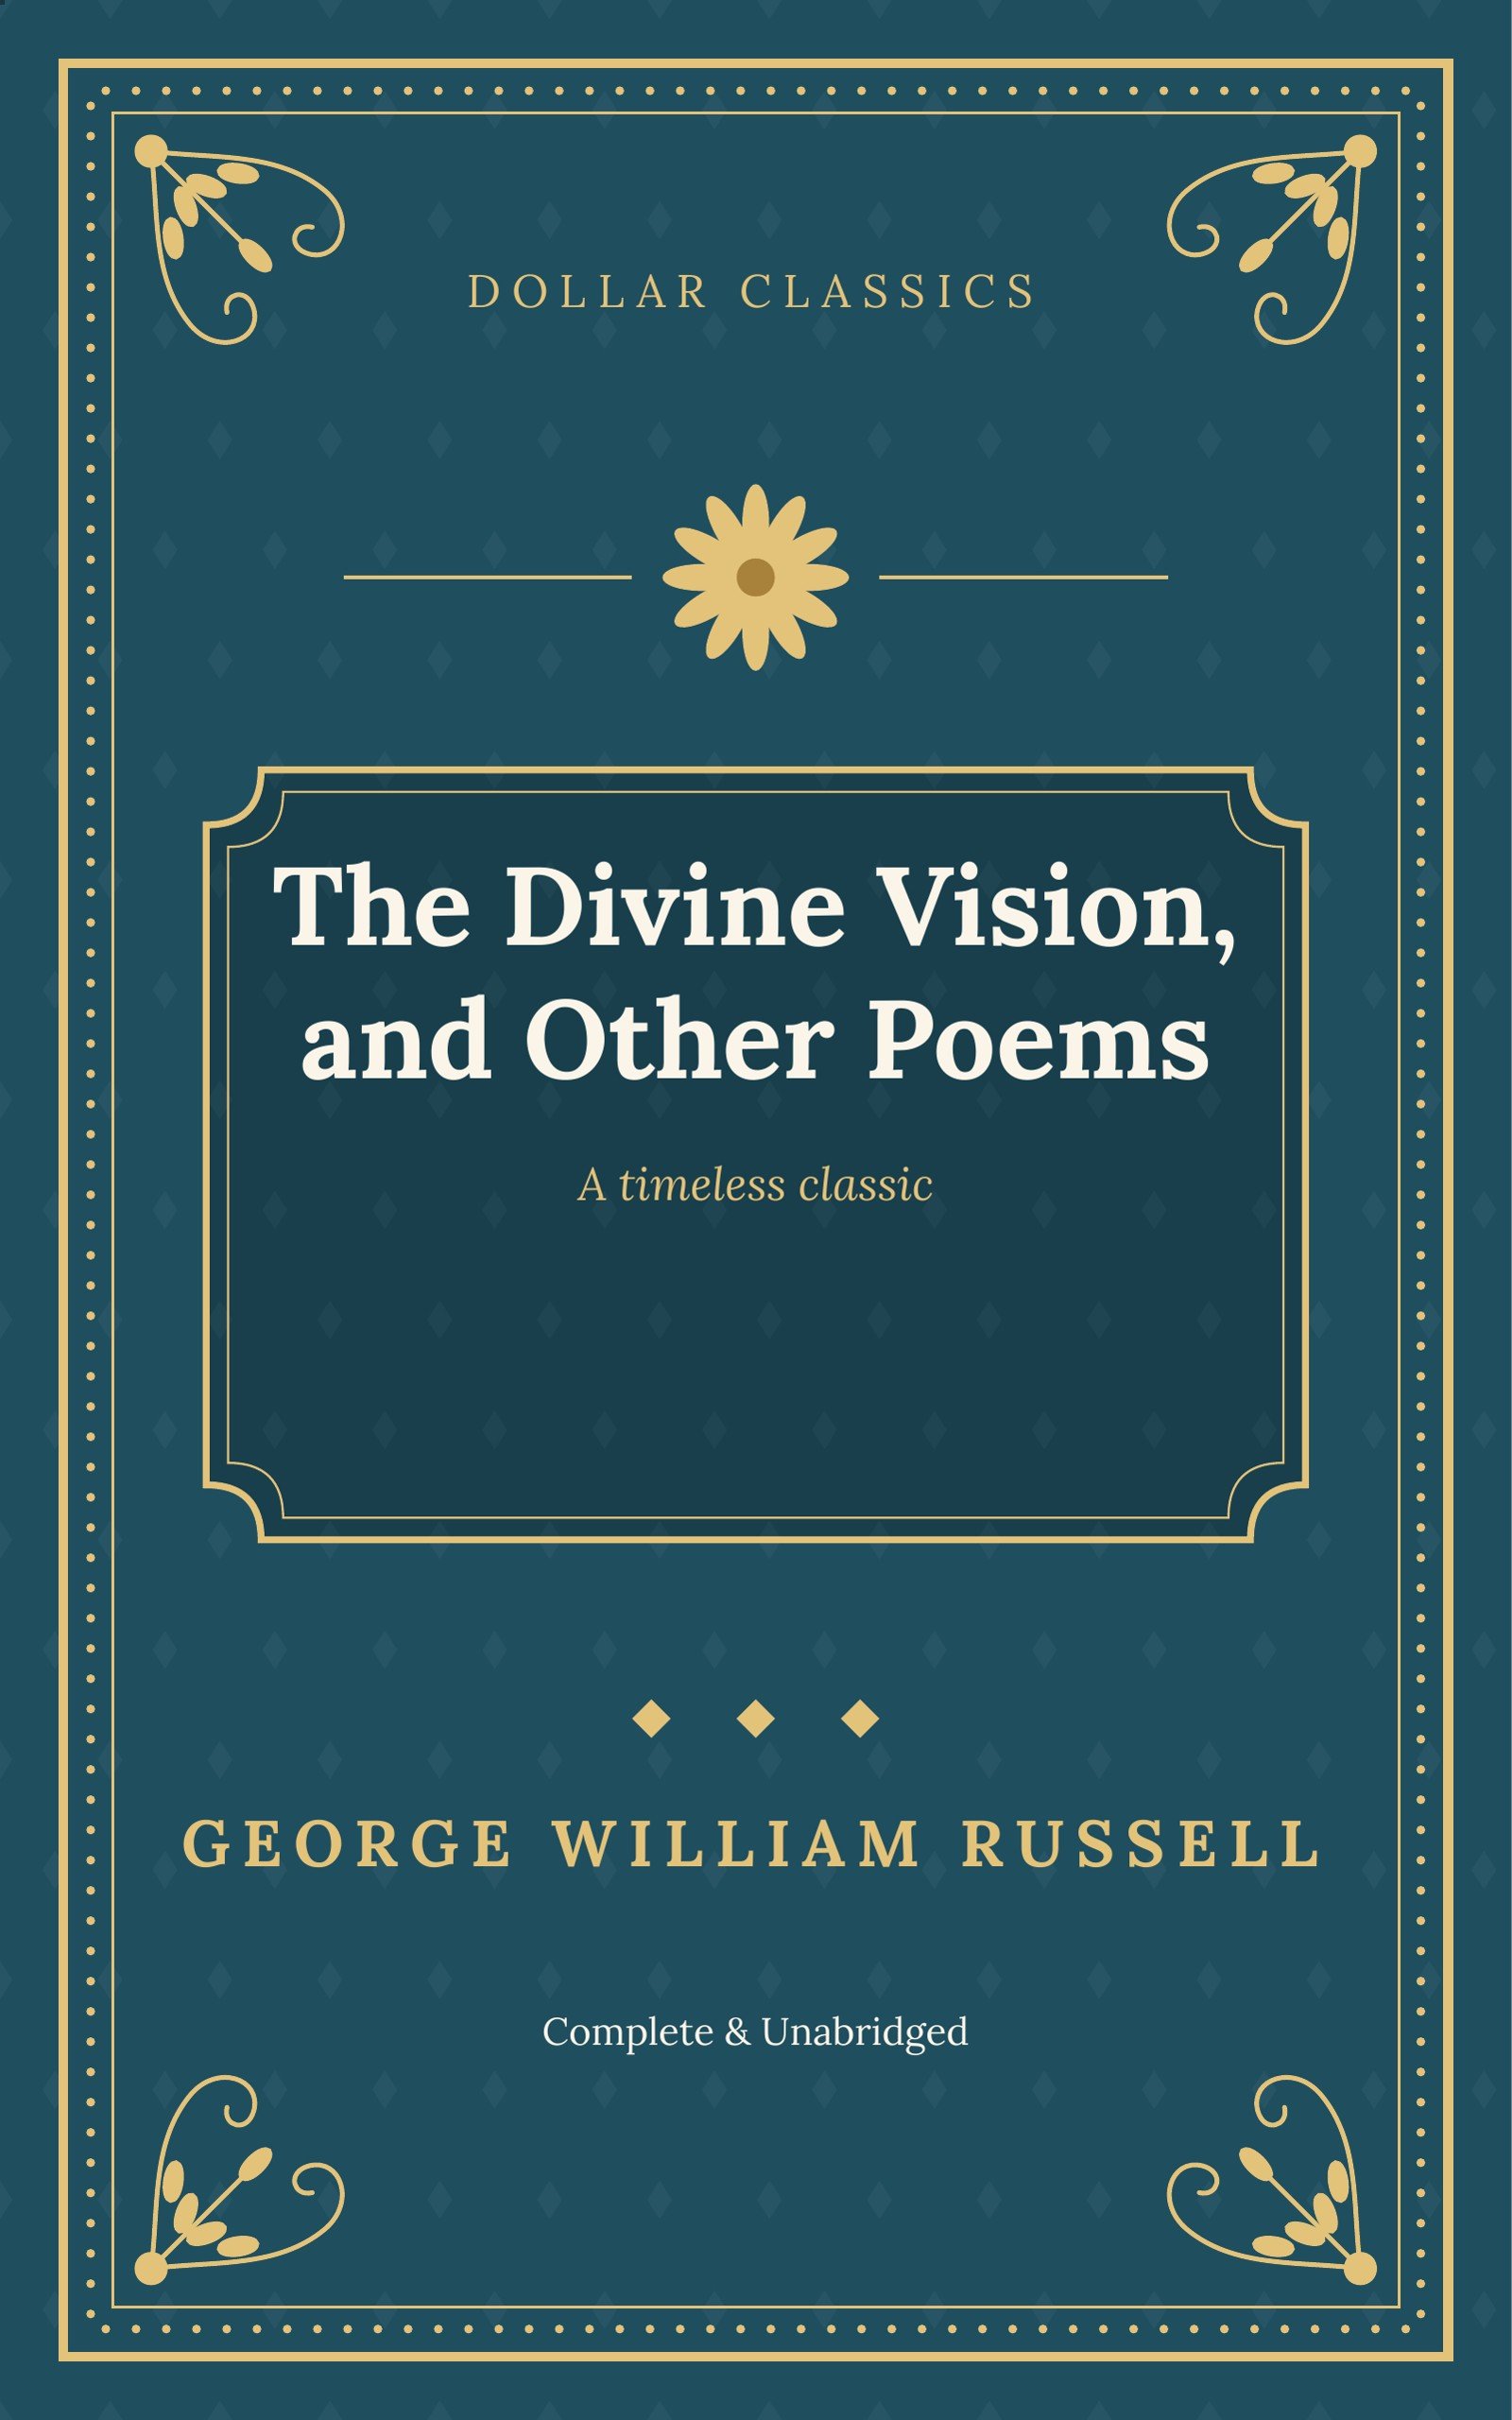 DOLLAR CLASSICS
The Divine Vision,
and Other Poems
A timeless classic
GEORGE WILLIAM RUSSELL
Complete & Unabridged